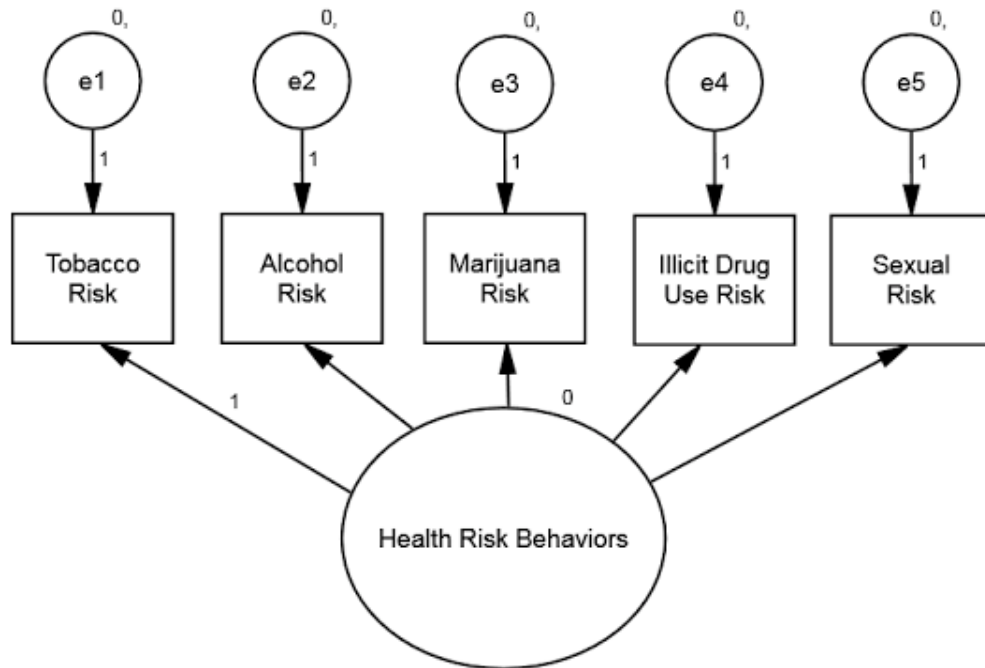 0, 0, 0, 0, 0,
e1 e2 e3 e4 e5
1 1 1 1 1
Tobacco Risk
Alcohol Risk
Marijuana Risk
Illicit Drug Use Risk
Sexual Risk
1 0
Health Risk Behaviors